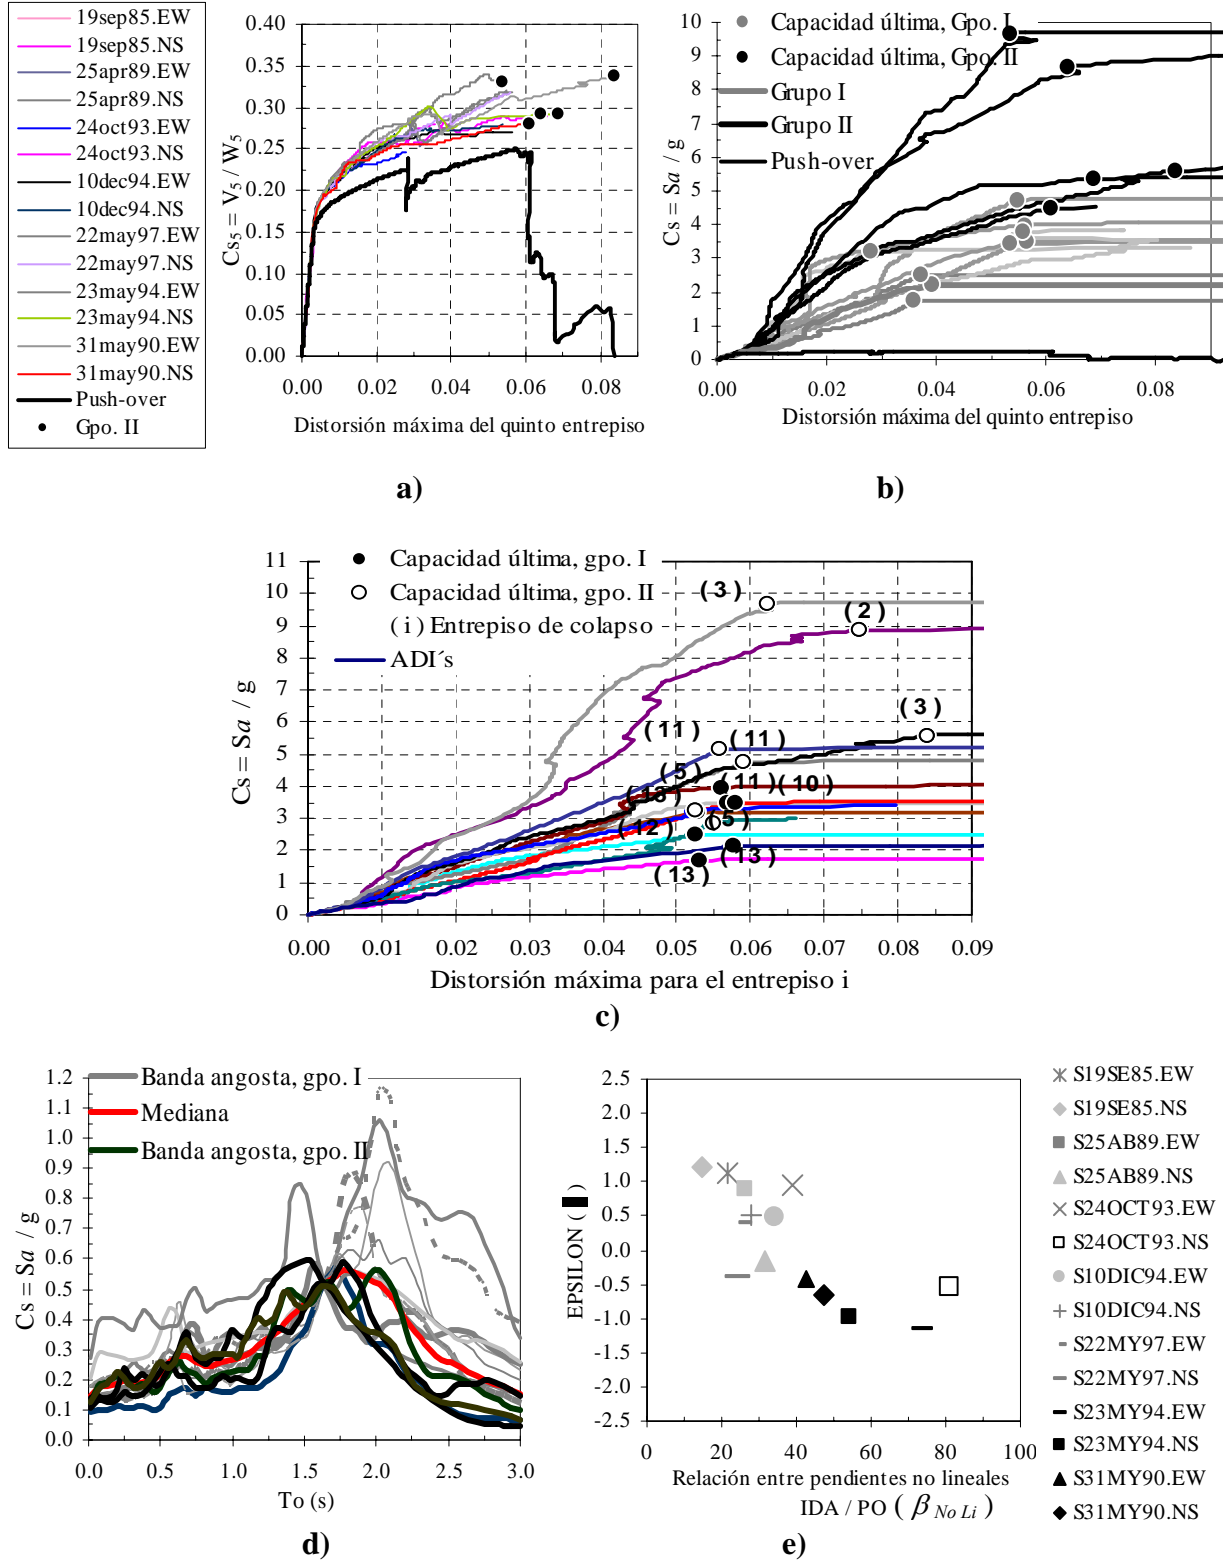 19sep85.EW
19sep85.NS
25apr89.EW
25apr89.NS
24oct93.EW
24oct93.NS
10dec94.EW
10dec94.NS
22may97.EW
22may97.NS
23may94.EW
23may94.NS
31may90.EW
31may90.NS
Push-over
Gpo. II
Cs5 = V5 / W5
0.40
0.35
0.30
0.25
0.20
0.15
0.10
0.05
0.00
0.00 0.02 0.04 0.06 0.08
Distorsión máxima del quinto entrepiso
a)
Cs = Sa / g
10
9
8
7
6
5
4
3
2
1
0
Capacidad última, Gpo. I
Capacidad última, Gpo. II
Grupo I
Grupo II
Push-over
0.00 0.02 0.04 0.06 0.08
Distorsión máxima del quinto entrepiso
b)
Cs = Sa / g
11
10
9
8
7
6
5
4
3
2
1
0
Capacidad última, gpo. I
Capacidad última, gpo. II
( i ) Entrepiso de colapso
ADI´s
(3)
(2)
(3)
(11)
(11)
(5)
(11)
(10)
(12)
(5)
(13)
(13)
0.00 0.01 0.02 0.03 0.04 0.05 0.06 0.07 0.08 0.09
Distorsión máxima para el entrepiso i
c)
Cs = Sa / g
1.2
1.1
1.0
0.9
0.8
0.7
0.6
0.5
0.4
0.3
0.2
0.1
0.0
Banda angosta, gpo. I
Mediana
Banda angosta, gpo. II
0.0 0.5 1.0 1.5 2.0 2.5 3.0
To (s)
d)
EPSILON ( )
2.5
2.0
1.5
1.0
0.5
0.0
-0.5
-1.0
-1.5
-2.0
-2.5
0 20 40 60 80 100
Relación entre pendientes no lineales
IDA / PO ( β No Li )
S19SE85.EW
S19SE85.NS
S25AB89.EW
S25AB89.NS
S24OCT93.EW
S24OCT93.NS
S10DIC94.EW
S10DIC94.NS
S22MY97.EW
S22MY97.NS
S23MY94.EW
S23MY94.NS
S31MY90.EW
S31MY90.NS
e)